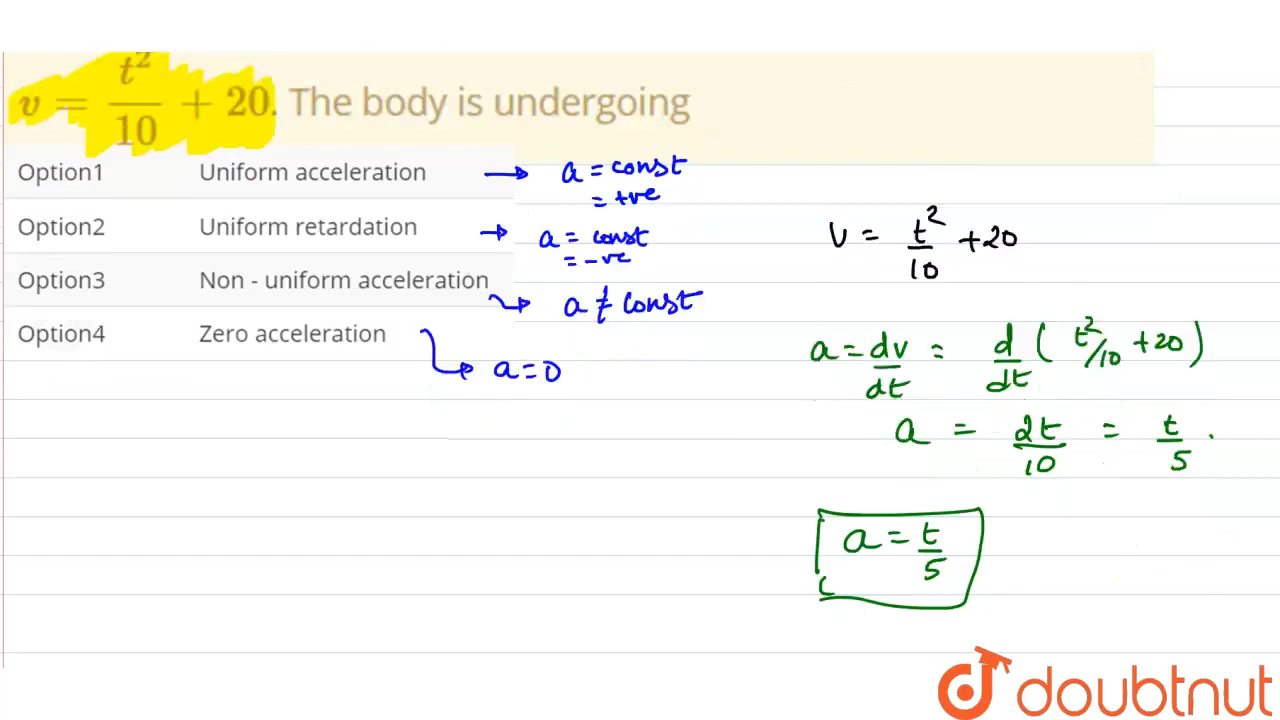 v = t²/10 + 20. The body is undergoing
Option1 Uniform acceleration → a = const
= +ve
Option2 Uniform retardation → a = const
= -ve
Option3 Non - uniform acceleration → a ≠ const
Option4 Zero acceleration → a = 0
v = t²/10 + 20
a = dv/dt = d/dt ( t²/10 + 20 )
a = 2t/10 = t/5 .
a = t/5
doubtnut